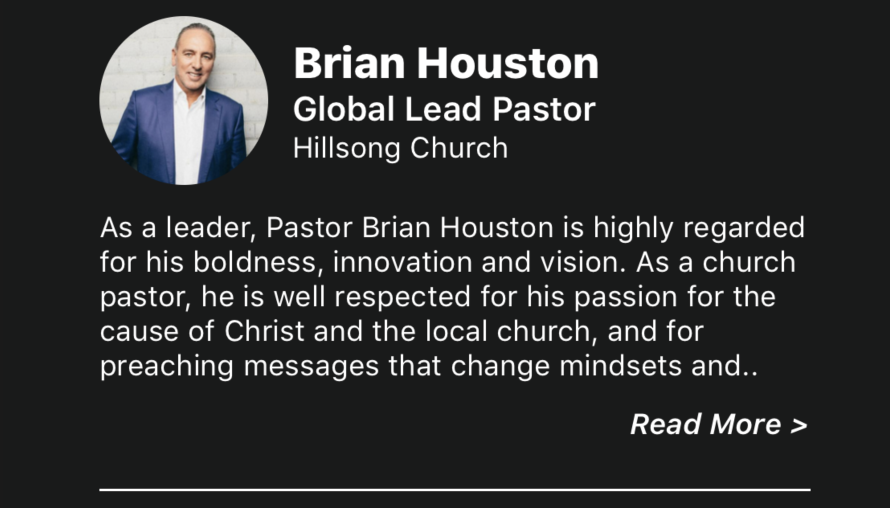 Brian Houston
Global Lead Pastor
Hillsong Church
As a leader, Pastor Brian Houston is highly regarded
for his boldness, innovation and vision. As a church
pastor, he is well respected for his passion for the
cause of Christ and the local church, and for
preaching messages that change mindsets and..
Read More >